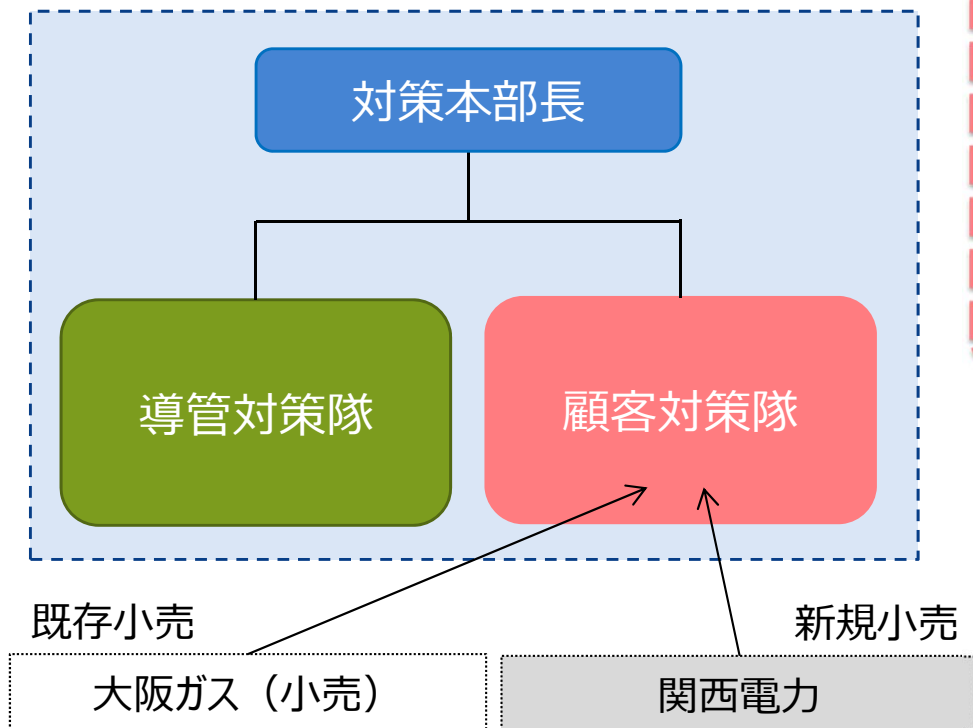 対策本部長
導管対策隊
顧客対策隊
既存小売
新規小売
大阪ガス（小売）
関西電力